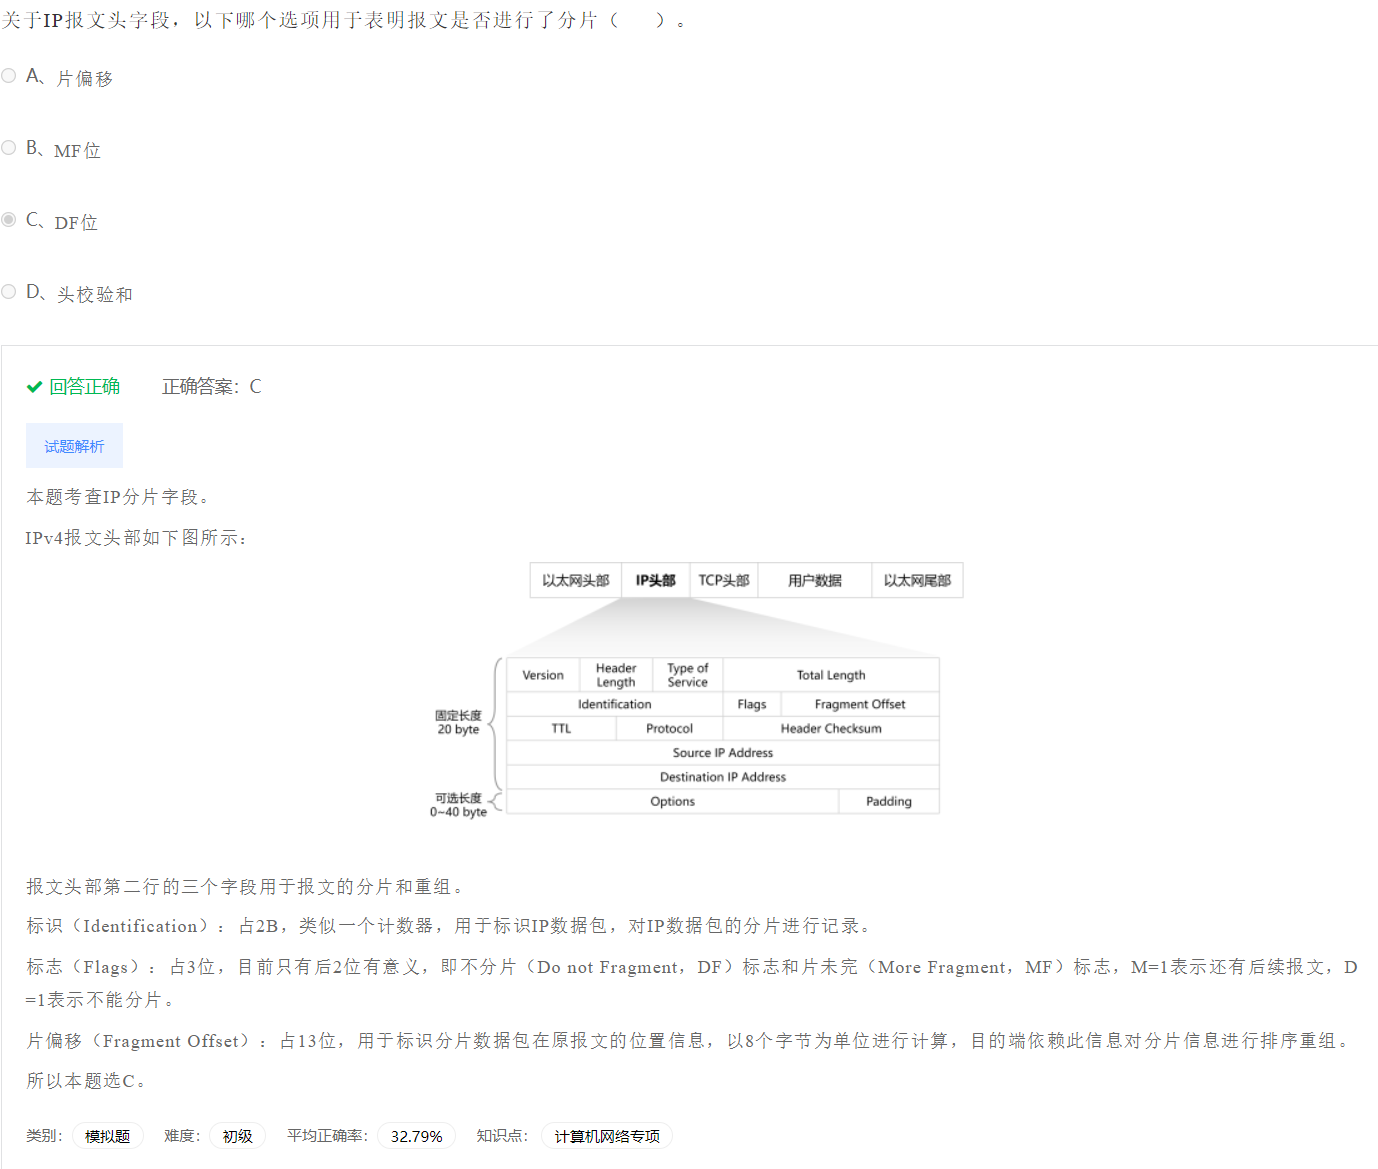 关于IP报文头字段，以下哪个选项用于表明报文是否进行了分片（    ）。
A、片偏移
B、MF位
C、DF位
D、头校验和
回答正确 正确答案：C
试题解析
本题考查IP分片字段。
IPv4报文头部如下图所示：
以太网头部 IP头部 TCP头部 用户数据 以太网尾部
Version Header Length Type of Service Total Length
Identification Flags Fragment Offset
固定长度 20 byte
TTL Protocol Header Checksum
Source IP Address
Destination IP Address
可选长度 0~40 byte
Options Padding
报文头部第二行的三个字段用于报文的分片和重组。
标识（Identification）：占2B，类似一个计数器，用于标识IP数据包，对IP数据包的分片进行记录。
标志（Flags）：占3位，目前只有后2位有意义，即不分片（Do not Fragment，DF）标志和片未完（More Fragment，MF）标志，M=1表示还有后续报文，D
=1表示不能分片。
片偏移（Fragment Offset）：占13位，用于标识分片数据包在原报文的位置信息，以8个字节为单位进行计算，目的端依赖此信息对分片信息进行排序重组。
所以本题选C。
类别： 模拟题 难度： 初级 平均正确率： 32.79% 知识点： 计算机网络专项